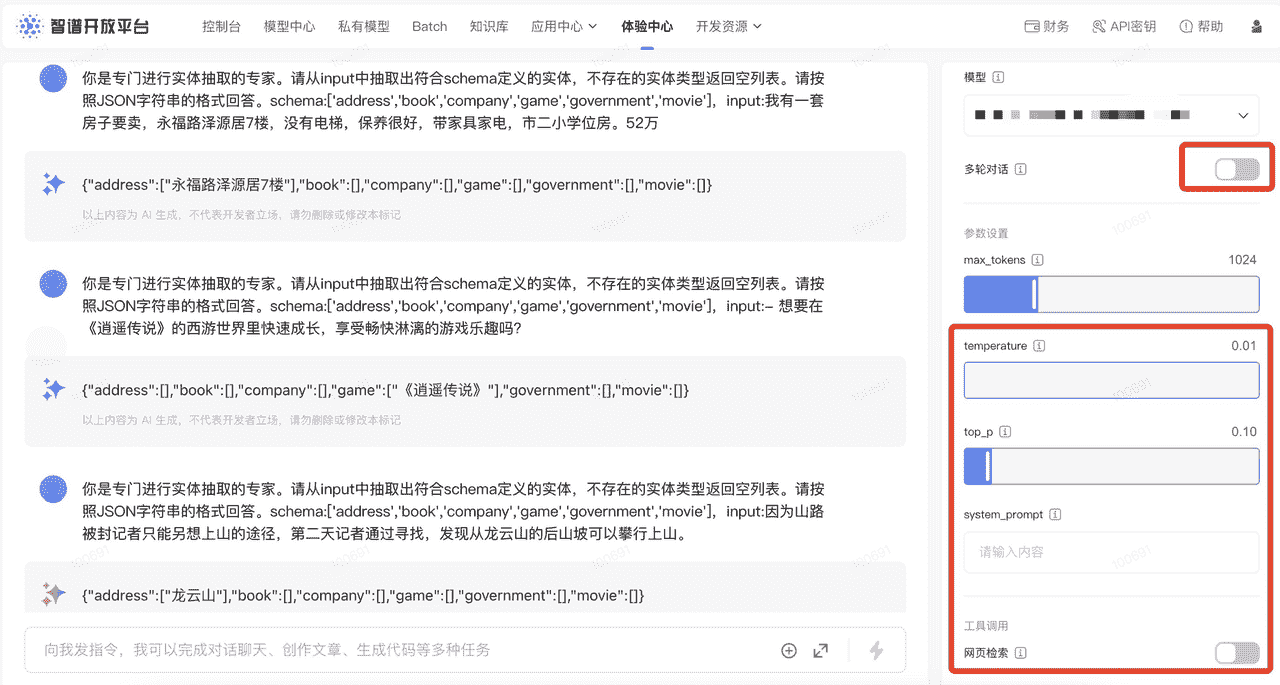 智谱开放平台
控制台 模型中心 私有模型 Batch 知识库 应用中心 体验中心 开发资源 财务 API密钥 帮助
你是专门进行实体抽取的专家。请从input中抽取出符合schema定义的实体，不存在的实体类型返回空列表。请按
照JSON字符串的格式回答。schema:['address','book','company','game','government','movie']，input:我有一套
房子要卖，永福路泽源居7楼，没有电梯，保养很好，带家具家电，市二小学位房。52万
{"address":["永福路泽源居7楼"],"book":[],"company":[],"game":[],"government":[],"movie":[]}
以上内容为 AI 生成，不代表开发者立场，请勿删除或修改本标记
你是专门进行实体抽取的专家。请从input中抽取出符合schema定义的实体，不存在的实体类型返回空列表。请按
照JSON字符串的格式回答。schema:['address','book','company','game','government','movie']，input:- 想要在
《逍遥传说》的西游世界里快速成长，享受畅快淋漓的游戏乐趣吗？
{"address":[],"book":[],"company":[],"game":["《逍遥传说》"],"government":[],"movie":[]}
以上内容为 AI 生成，不代表开发者立场，请勿删除或修改本标记
你是专门进行实体抽取的专家。请从input中抽取出符合schema定义的实体，不存在的实体类型返回空列表。请按
照JSON字符串的格式回答。schema:['address','book','company','game','government','movie']，input:因为山路
被封记者只能另想上山的途径，第二天记者通过寻找，发现从龙云山的后山坡可以攀行上山。
{"address":["龙云山"],"book":[],"company":[],"game":[],"government":[],"movie":[]}
向我发指令，我可以完成对话聊天、创作文章、生成代码等多种任务
模型
多轮对话
参数设置
max_tokens 1024
temperature 0.01
top_p 0.10
system_prompt
请输入内容
工具调用
网页检索
100691